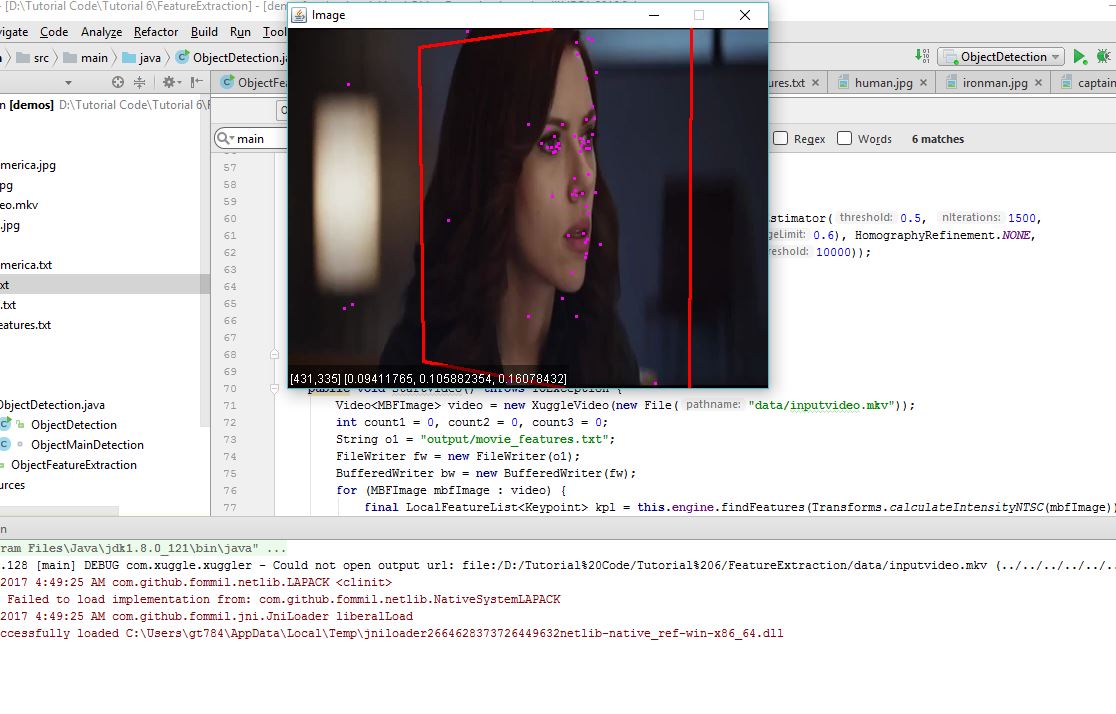 - [D:\Tutorial Code\Tutorial 6\FeatureExtraction] - [
Image
vigate Code Analyze Refactor Build Run Tool
src main java ObjectDetection.ja
ObjectDetection
[demos] D:\Tutorial Code\Tutorial 6\F
ObjectFe
ures.txt
human.jpg
ironman.jpg
captain
main
Regex
Words
6 matches
merica.jpg
pg
eo.mkv
.jpg
merica.txt
xt
.txt
eatures.txt
ObjectDetection.java
ObjectDetection
ObjectMainDetection
ObjectFeatureExtraction
urces
57
58
59
60 stimator( threshold: 0.5, nIterations: 1500,
61 geLimit: 0.6), HomographyRefinement.NONE,
62 reshold: 10000));
63
64
65
66
67
68
69
[431,335] [0.09411765, 0.105882354, 0.16078432]
70 public void startVideo() throws IOException {
71 Video<MBFImage> video = new XuggleVideo(new File( pathname: "data/inputvideo.mkv"));
72 int count1 = 0, count2 = 0, count3 = 0;
73 String o1 = "output/movie_features.txt";
74 FileWriter fw = new FileWriter(o1);
75 BufferedWriter bw = new BufferedWriter(fw);
76 for (MBFImage mbfImage : video) {
77 final LocalFeatureList<Keypoint> kpl = this.engine.findFeatures(Transforms.calculateIntensityNTSC(mbfImage))
n
ram Files\Java\jdk1.8.0_121\bin\java" ...
.128 [main] DEBUG com.xuggle.xuggler - Could not open output url: file:/D:/Tutorial%20Code/Tutorial%206/FeatureExtraction/data/inputvideo.mkv (../../../../../..
2017 4:49:25 AM com.github.fommil.netlib.LAPACK <clinit>
Failed to load implementation from: com.github.fommil.netlib.NativeSystemLAPACK
2017 4:49:25 AM com.github.fommil.jni.JniLoader liberalLoad
ccessfully loaded C:\Users\gt784\AppData\Local\Temp\jniloader2664628373726449632netlib-native_ref-win-x86_64.dll